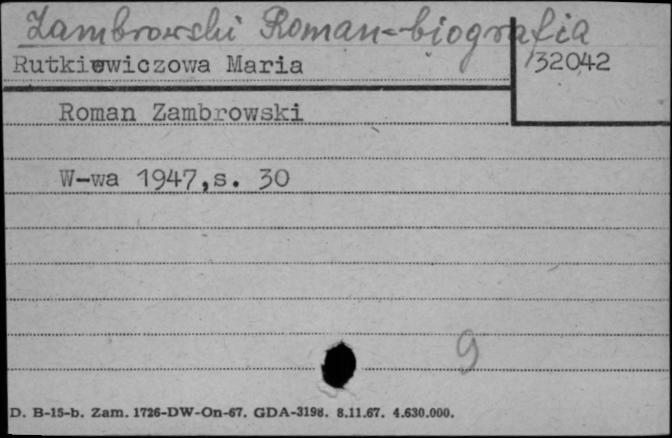 Zambrowski Roman-biografia
Rutkiewiczowa Maria
32042
Roman Zambrowski
W-wa 1947,s. 30
9
D. B-15-b. Zam. 1726-DW-On-67. GDA-3198. 8.11.67. 4.630.000.